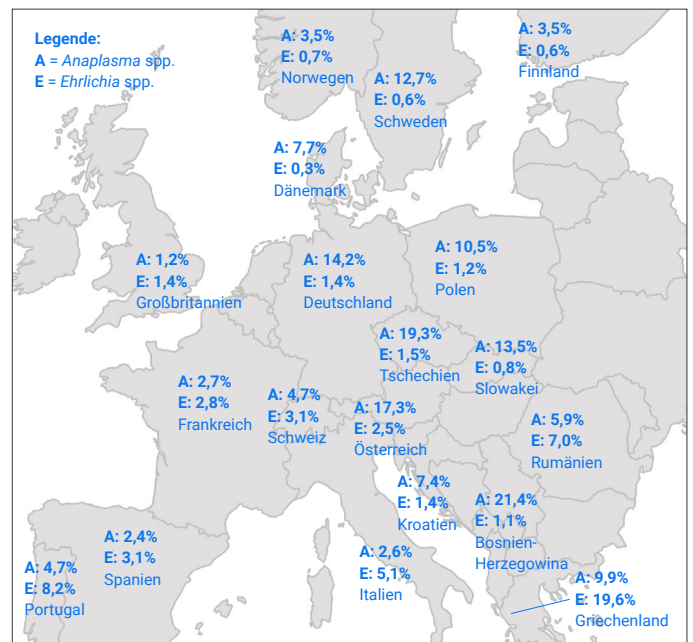 Legende:
A = Anaplasma spp.
E = Ehrlichia spp.
A: 3,5%
E: 0,7%
Norwegen
A: 12,7%
E: 0,6%
Schweden
A: 3,5%
E: 0,6%
Finnland
A: 7,7%
E: 0,3%
Dänemark
A: 1,2%
E: 1,4%
Großbritannien
A: 14,2%
E: 1,4%
Deutschland
A: 10,5%
E: 1,2%
Polen
A: 19,3%
E: 1,5%
Tschechien
A: 13,5%
E: 0,8%
Slowakei
A: 2,7%
E: 2,8%
Frankreich
A: 4,7%
E: 3,1%
Schweiz
A: 17,3%
E: 2,5%
Österreich
A: 5,9%
E: 7,0%
Rumänien
A: 7,4%
E: 1,4%
Kroatien
A: 21,4%
E: 1,1%
Bosnien-
Herzegowina
A: 2,4%
E: 3,1%
Spanien
A: 4,7%
E: 8,2%
Portugal
A: 2,6%
E: 5,1%
Italien
A: 9,9%
E: 19,6%
Griechenland